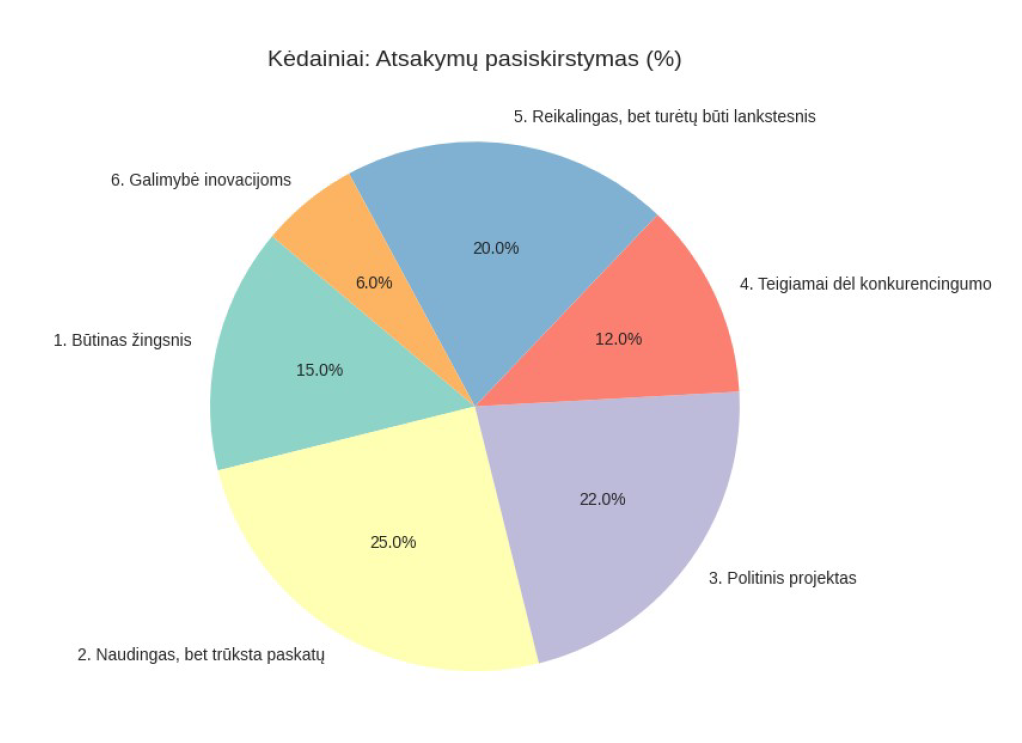 Kėdainiai: Atsakymų pasiskirstymas (%)
5. Reikalingas, bet turėtų būti lankstesnis
6. Galimybė inovacijoms
20.0%
6.0%
4. Teigiamai dėl konkurencingumo
12.0%
1. Būtinas žingsnis
15.0%
22.0%
25.0%
3. Politinis projektas
2. Naudingas, bet trūksta paskatų